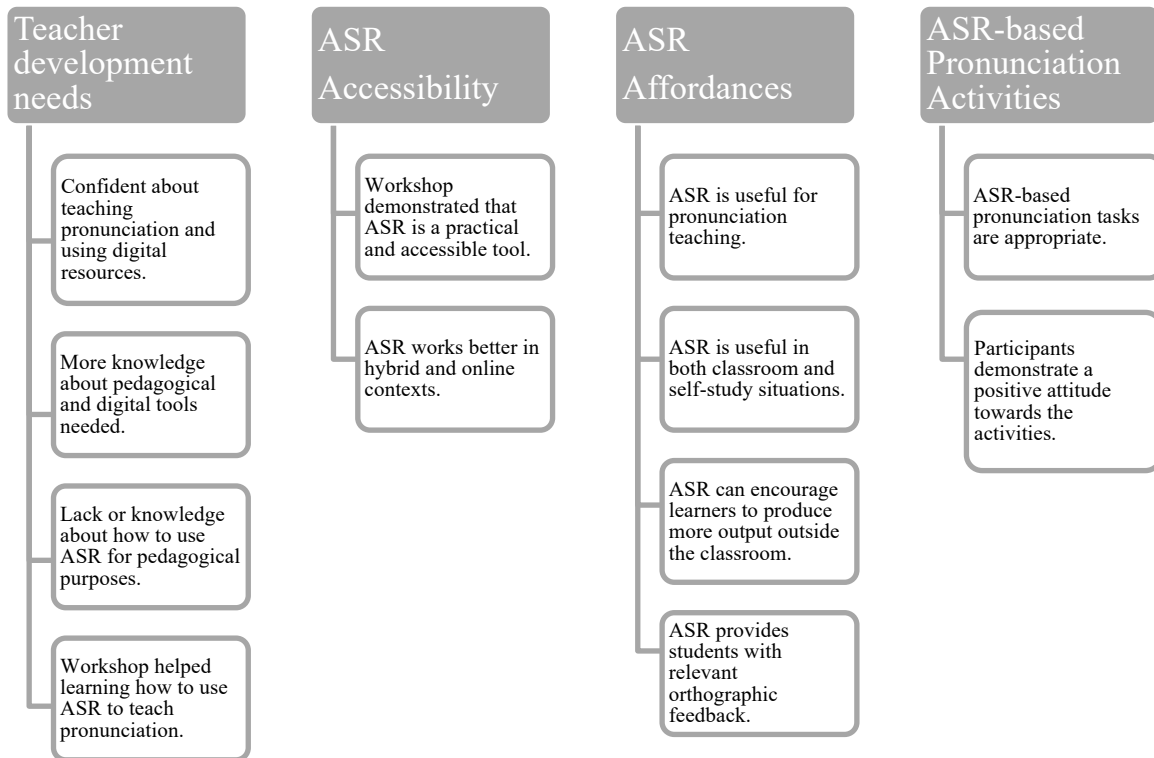 Teacher
development
needs
Confident about
teaching
pronunciation and
using digital
resources.
More knowledge
about pedagogical
and digital tools
needed.
Lack or knowledge
about how to use
ASR for pedagogical
purposes.
Workshop helped
learning how to use
ASR to teach
pronunciation.
ASR
Accessibility
Workshop
demonstrated that
ASR is a practical
and accessible tool.
ASR works better in
hybrid and online
contexts.
ASR
Affordances
ASR is useful for
pronunciation
teaching.
ASR is useful in
both classroom and
self-study situations.
ASR can encourage
learners to produce
more output outside
the classroom.
ASR provides
students with
relevant
orthographic
feedback.
ASR-based
Pronunciation
Activities
ASR-based
pronunciation tasks
are appropriate.
Participants
demonstrate a
positive attitude
towards the
activities.